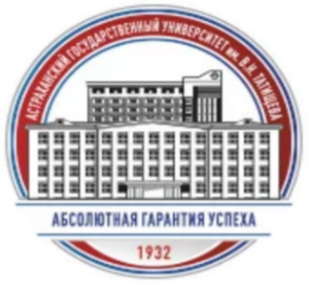 АСТРАХАНСКИЙ ГОСУДАРСТВЕННЫЙ УНИВЕРСИТЕТ им. В.Н. ТАТИЩЕВА
АБСОЛЮТНАЯ ГАРАНТИЯ УСПЕХА
1932